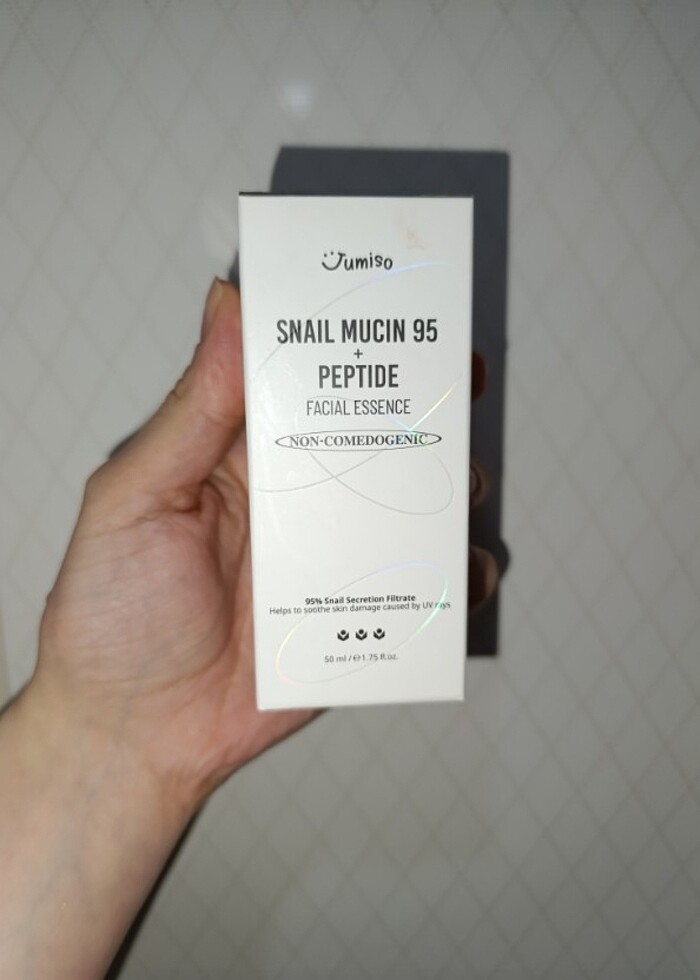 Jumiso
SNAIL MUCIN 95
+
PEPTIDE
FACIAL ESSENCE
NON-COMEDOGENIC
95% Snail Secretion Filtrate
Helps to soothe skin damage caused by UV rays
50 ml / ℮ 1.75 fl.oz.